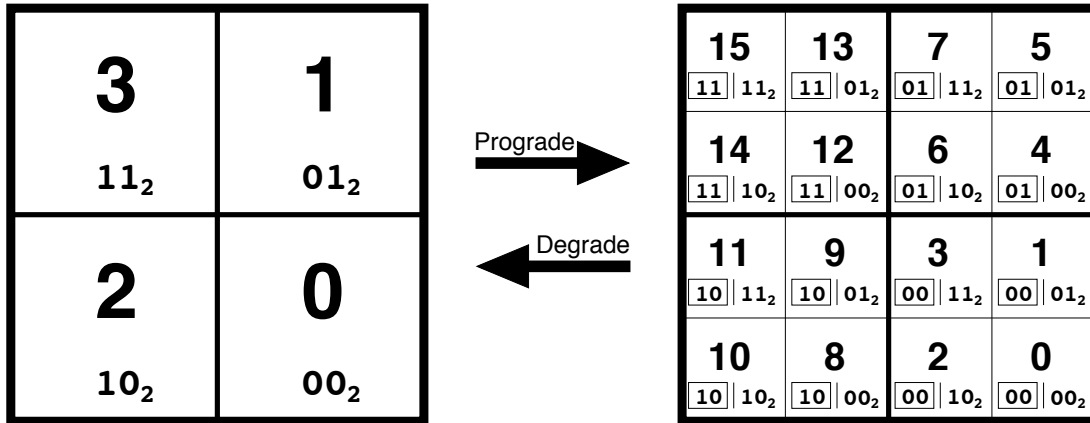 3 1
11₂ 01₂
2 0
10₂ 00₂
Prograde
Degrade
15 13 7 5
11|11₂ 11|01₂ 01|11₂ 01|01₂
14 12 6 4
11|10₂ 11|00₂ 01|10₂ 01|00₂
11 9 3 1
10|11₂ 10|01₂ 00|11₂ 00|01₂
10 8 2 0
10|10₂ 10|00₂ 00|10₂ 00|00₂